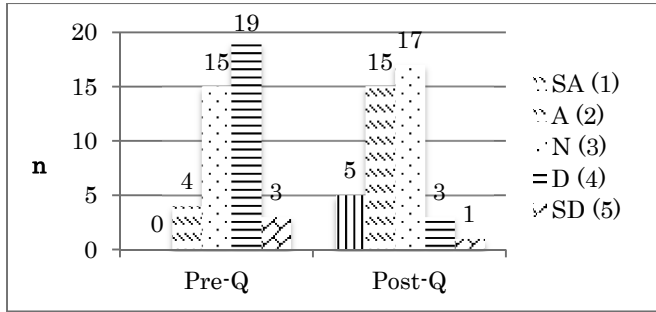 20
15
10
5
0
n
0
4
15
19
3
5
15
17
3
1
Pre-Q
Post-Q
SA (1)
A (2)
N (3)
D (4)
SD (5)